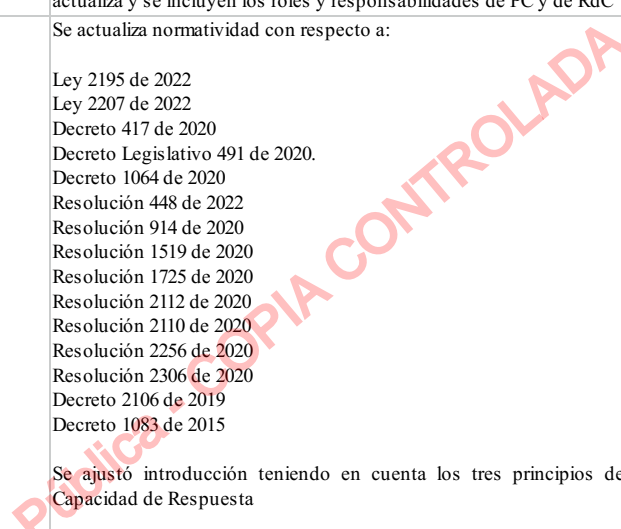 actualiza y se incluyen los roles y responsabilidades de PC y de RdC
Se actualiza normatividad con respecto a:
Ley 2195 de 2022
Ley 2207 de 2022
Decreto 417 de 2020
Decreto Legislativo 491 de 2020.
Decreto 1064 de 2020
Resolución 448 de 2022
Resolución 914 de 2020
Resolución 1519 de 2020
Resolución 1725 de 2020
Resolución 2112 de 2020
Resolución 2110 de 2020
Resolución 2256 de 2020
Resolución 2306 de 2020
Decreto 2106 de 2019
Decreto 1083 de 2015
Se ajustó introducción teniendo en cuenta los tres principios de
Capacidad de Respuesta
Pública - COPIA CONTROLADA